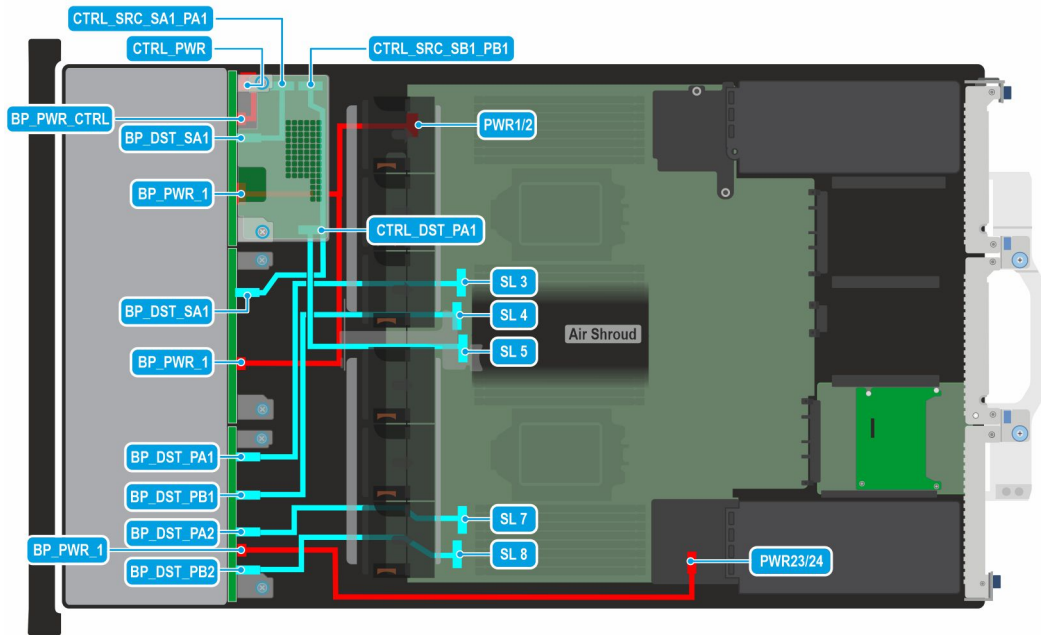 CTRL_SRC_SA1_PA1
CTRL_PWR
CTRL_SRC_SB1_PB1
BP_PWR_CTRL
PWR1/2
BP_DST_SA1
BP_PWR_1
CTRL_DST_PA1
SL 3
BP_DST_SA1
SL 4
Air Shroud
SL 5
BP_PWR_1
BP_DST_PA1
BP_DST_PB1
SL 7
BP_DST_PA2
BP_PWR_1
SL 8
PWR23/24
BP_DST_PB2